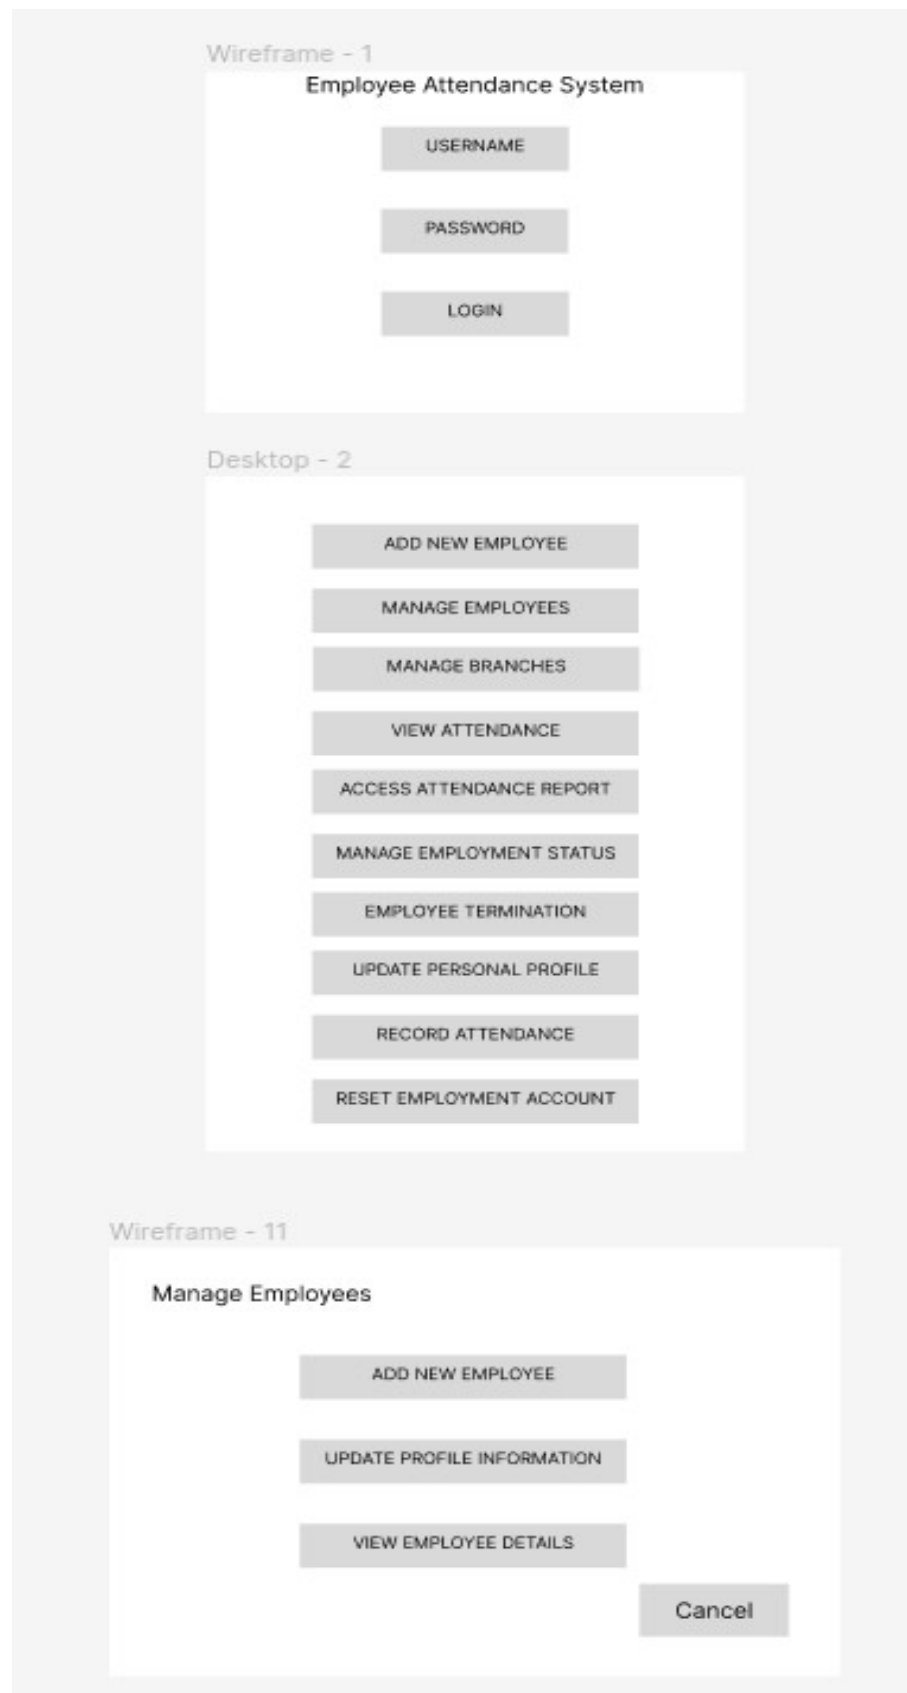 Wireframe - 1
Employee Attendance System
USERNAME
PASSWORD
LOGIN
Desktop - 2
ADD NEW EMPLOYEE
MANAGE EMPLOYEES
MANAGE BRANCHES
VIEW ATTENDANCE
ACCESS ATTENDANCE REPORT
MANAGE EMPLOYMENT STATUS
EMPLOYEE TERMINATION
UPDATE PERSONAL PROFILE
RECORD ATTENDANCE
RESET EMPLOYMENT ACCOUNT
Wireframe - 11
Manage Employees
ADD NEW EMPLOYEE
UPDATE PROFILE INFORMATION
VIEW EMPLOYEE DETAILS
Cancel